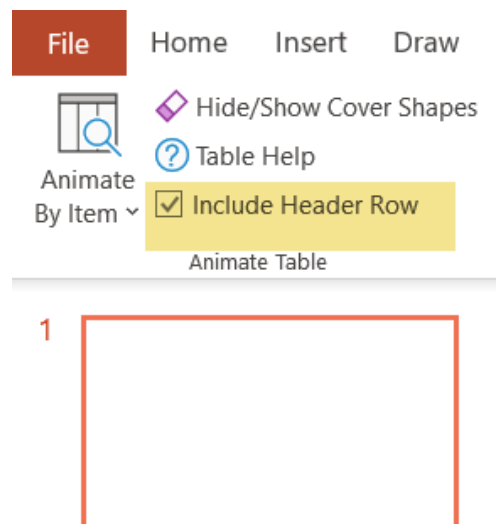 File Home Insert Draw
Hide/Show Cover Shapes
Table Help
Animate
By Item
Include Header Row
Animate Table
1